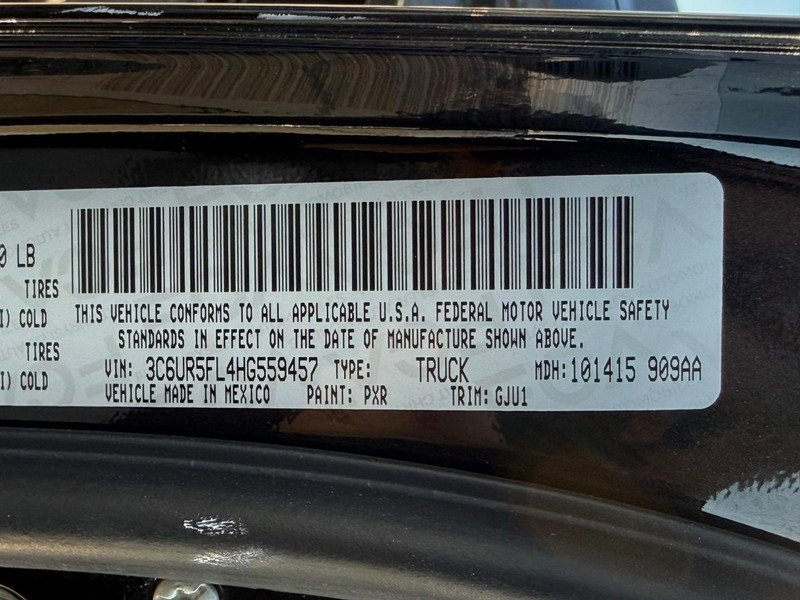 0 LB
TIRES
I) COLD
TIRES
I) COLD
THIS VEHICLE CONFORMS TO ALL APPLICABLE U.S.A. FEDERAL MOTOR VEHICLE SAFETY
STANDARDS IN EFFECT ON THE DATE OF MANUFACTURE SHOWN ABOVE.
VIN: 3C6UR5FL4HG559457 TYPE: TRUCK MDH:101415 909AA
VEHICLE MADE IN MEXICO PAINT: PXR TRIM: GJU1